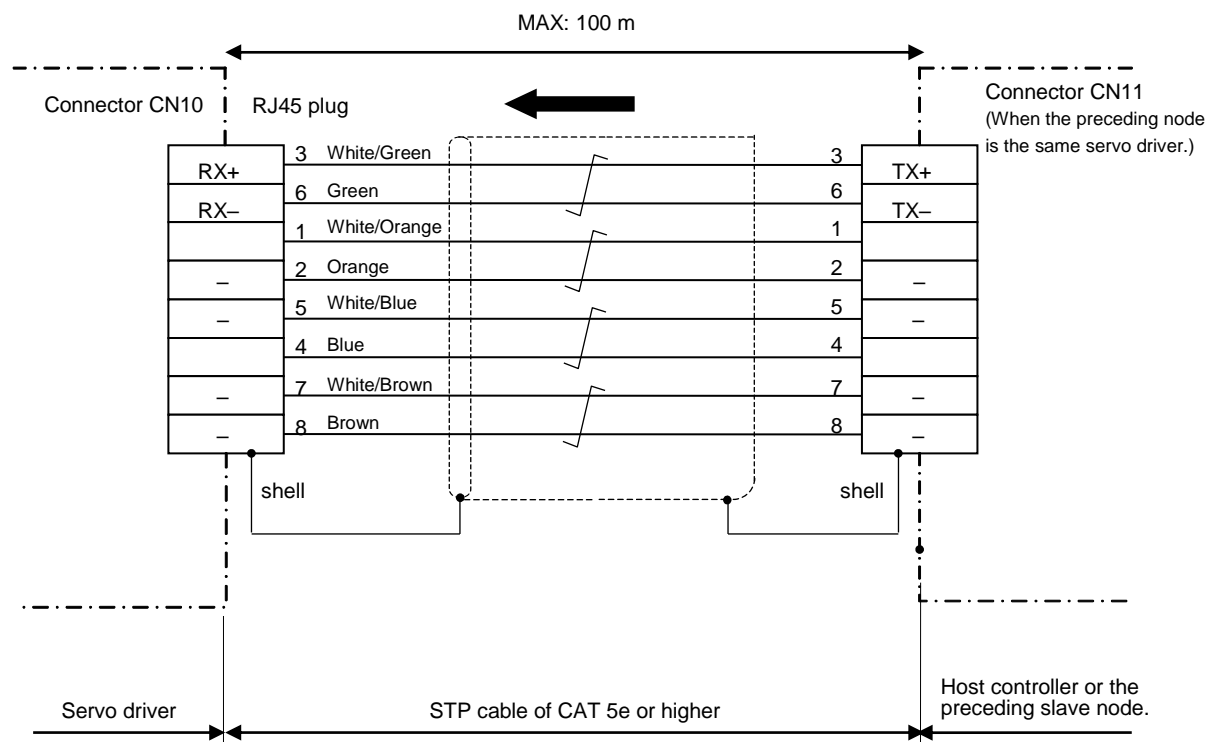 MAX: 100 m
Connector CN10
RJ45 plug
Connector CN11
(When the preceding node
is the same servo driver.)
RX+ 3 White/Green 3 TX+
RX– 6 Green 6 TX–
1 White/Orange 1
– 2 Orange 2 –
– 5 White/Blue 5 –
4 Blue 4
– 7 White/Brown 7 –
– 8 Brown 8 –
shell
shell
Servo driver
STP cable of CAT 5e or higher
Host controller or the
preceding slave node.